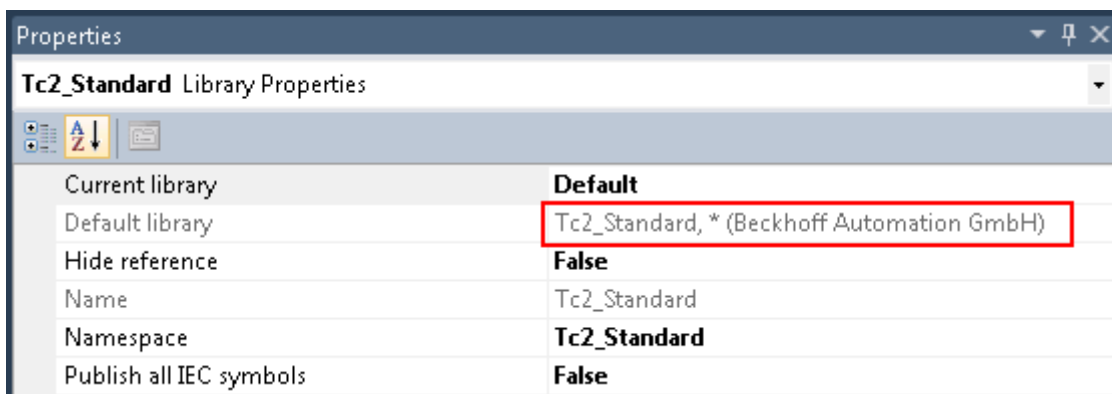 Properties
Tc2_Standard Library Properties
Current library Default
Default library Tc2_Standard, * (Beckhoff Automation GmbH)
Hide reference False
Name Tc2_Standard
Namespace Tc2_Standard
Publish all IEC symbols False